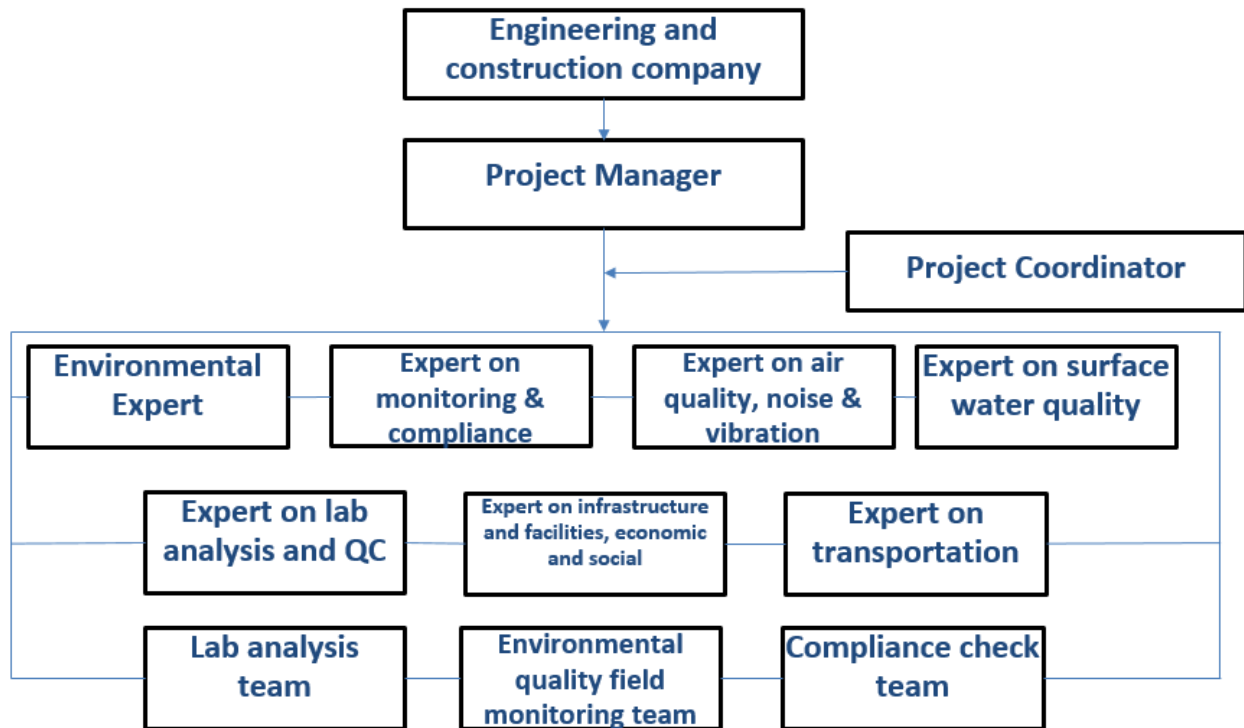 Engineering and
construction company
Project Manager
Project Coordinator
Environmental
Expert
Expert on
monitoring &
compliance
Expert on air
quality, noise &
vibration
Expert on surface
water quality
Expert on lab
analysis and QC
Expert on infrastructure
and facilities, economic
and social
Expert on
transportation
Lab analysis
team
Environmental
quality field
monitoring team
Compliance check
team